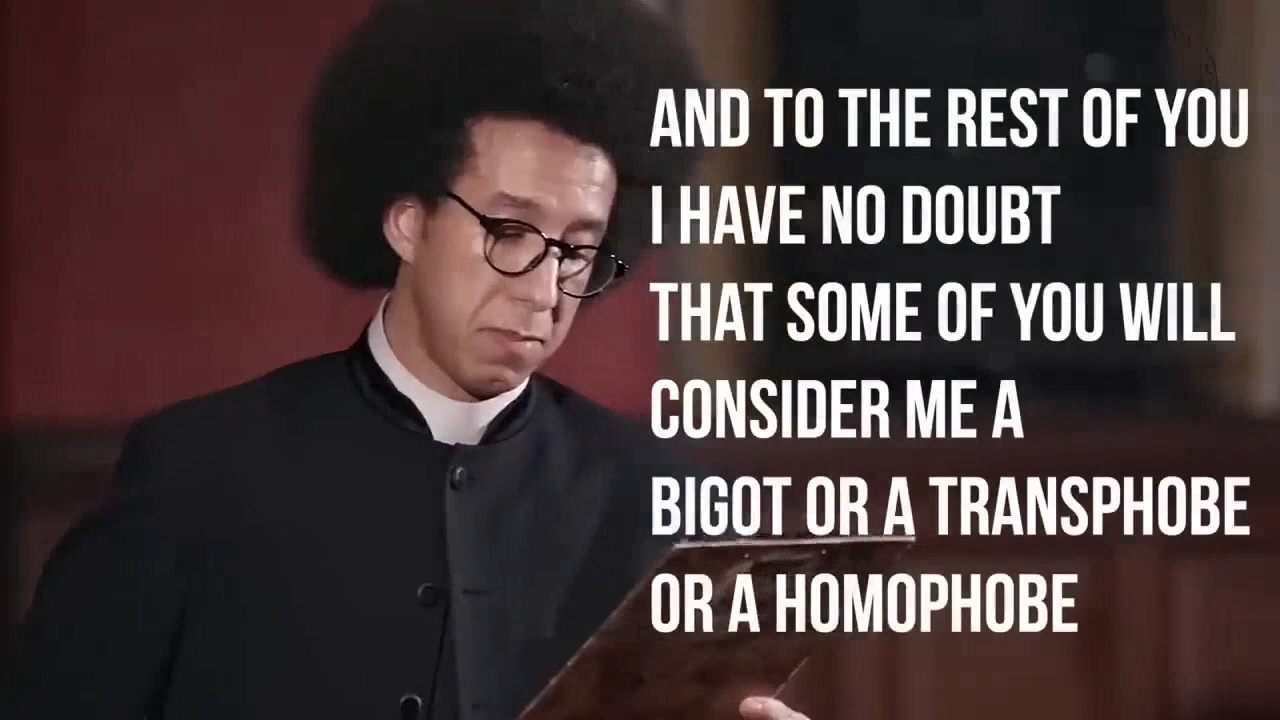 AND TO THE REST OF YOU
I HAVE NO DOUBT
THAT SOME OF YOU WILL
CONSIDER ME A
BIGOT OR A TRANSPHOBE
OR A HOMOPHOBE